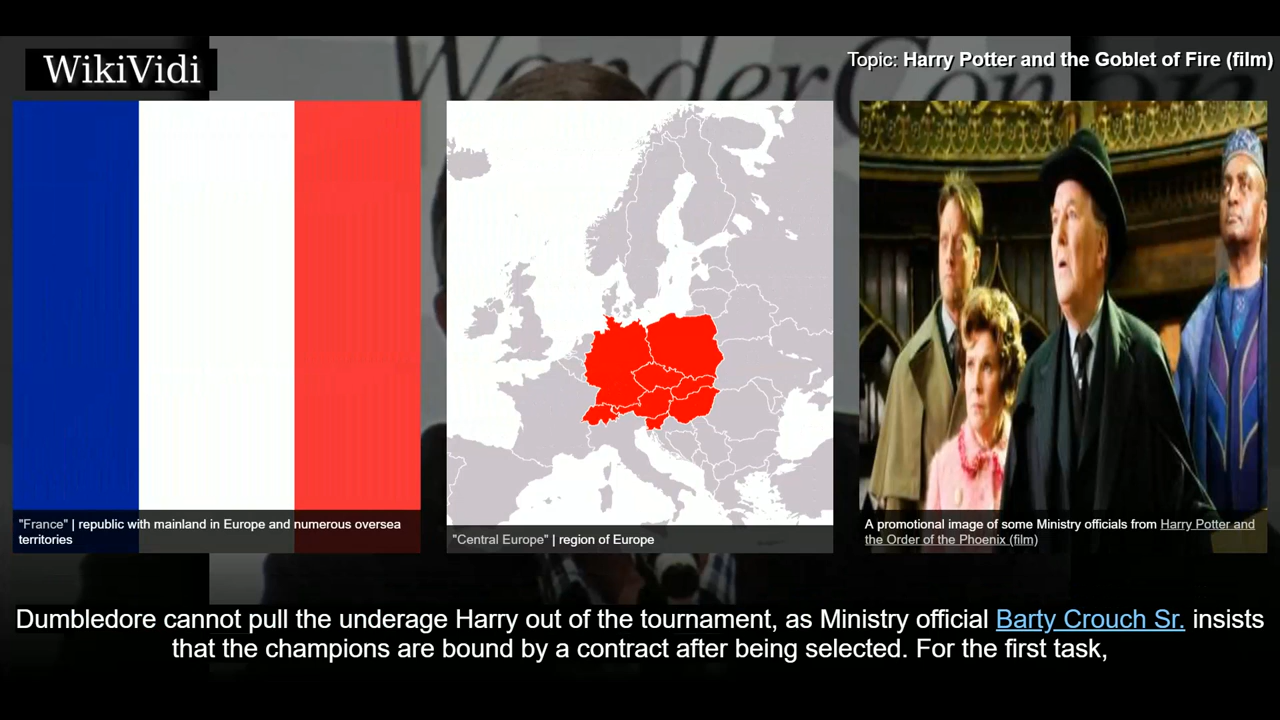 WikiVidi
Topic: Harry Potter and the Goblet of Fire (film)
WonderCon
"France" | republic with mainland in Europe and numerous oversea
territories
"Central Europe" | region of Europe
A promotional image of some Ministry officials from Harry Potter and
the Order of the Phoenix (film)
Dumbledore cannot pull the underage Harry out of the tournament, as Ministry official Barty Crouch Sr. insists
that the champions are bound by a contract after being selected. For the first task,